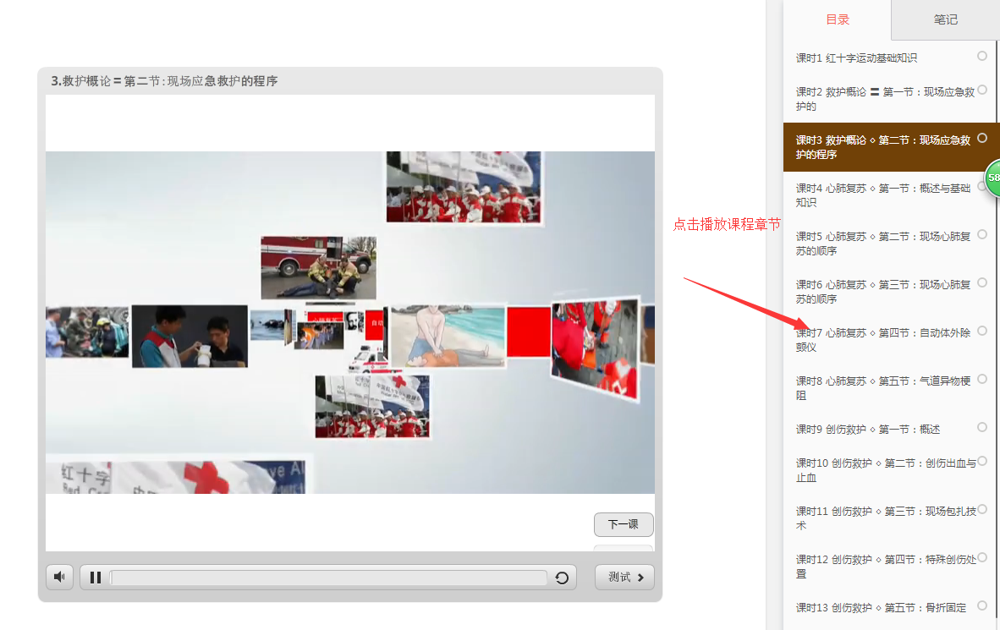 目录
笔记
3.救护概论〓第二节:现场应急救护的程序
红十字
Red Cro
中国
ve Al
自动
下一课
测试
点击播放课程章节
课时1 红十字运动基础知识
课时2 救护概论 〓 第一节：现场应急救
护的
课时3 救护概论 ◇ 第二节：现场应急救
护的程序
58
课时4 心肺复苏 ◇ 第一节：概述与基础
知识
课时5 心肺复苏 ◇ 第二节：现场心肺复
苏的顺序
课时6 心肺复苏 ◇ 第三节：现场心肺复
苏的顺序
课时7 心肺复苏 ◇ 第四节：自动体外除
颤仪
课时8 心肺复苏 ◇ 第五节：气道异物梗
阻
课时9 创伤救护 ◇ 第一节：概述
课时10 创伤救护 ◇ 第二节：创伤出血与
止血
课时11 创伤救护 ◇ 第三节：现场包扎技
术
课时12 创伤救护 ◇ 第四节：特殊创伤处
置
课时13 创伤救护 ◇ 第五节：骨折固定